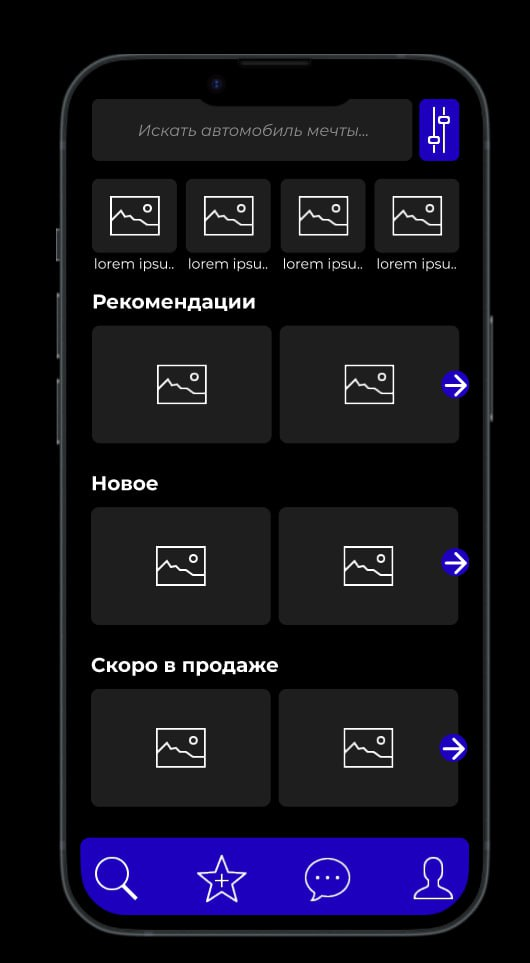 Искать автомобиль мечты...
lorem ipsu.. lorem ipsu.. lorem ipsu.. lorem ipsu..
Рекомендации
Новое
Скоро в продаже